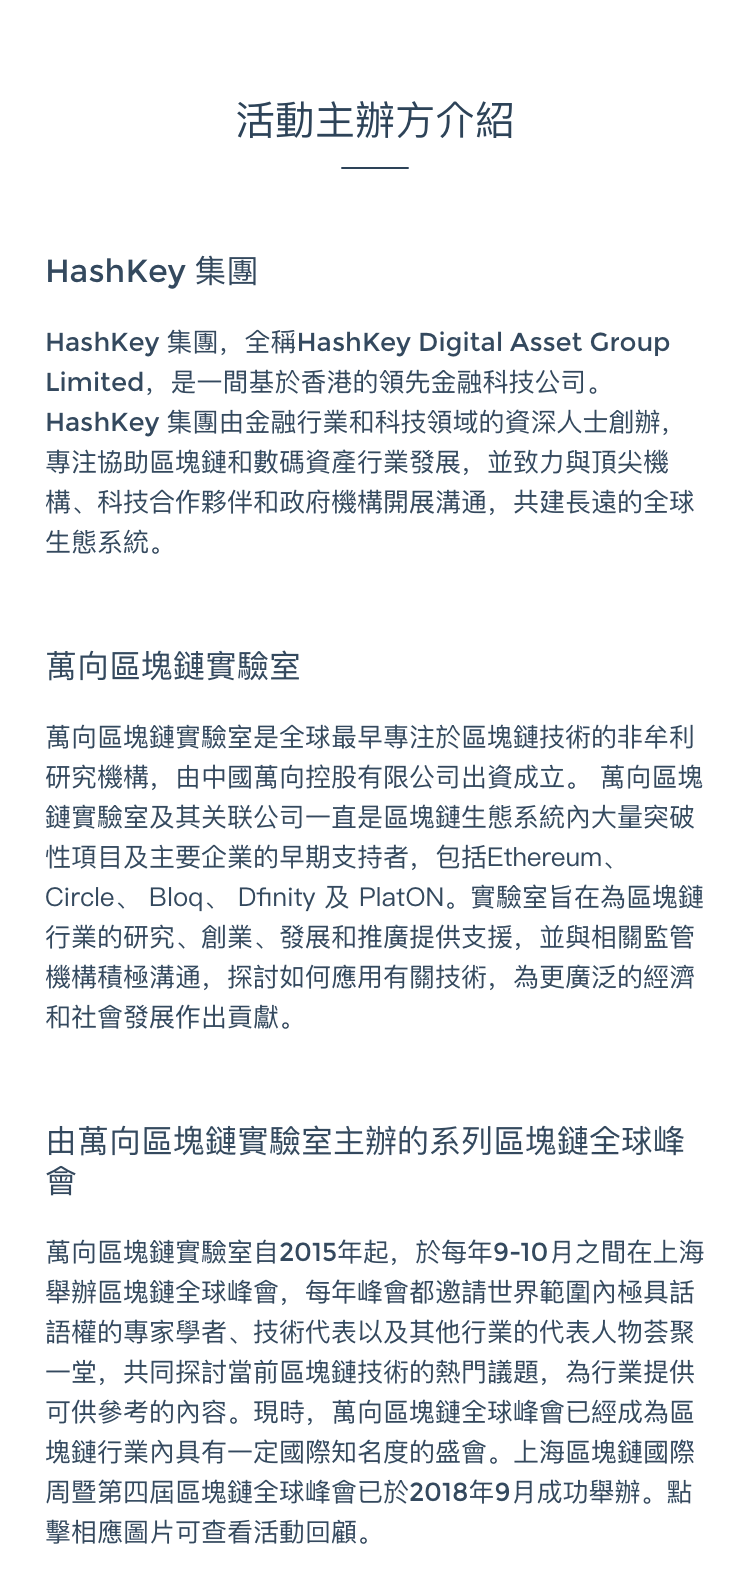 活動主辦方介紹
HashKey 集團
HashKey 集團，全稱HashKey Digital Asset Group
Limited，是一間基於香港的領先金融科技公司。
HashKey 集團由金融行業和科技領域的資深人士創辦，
專注協助區塊鏈和數碼資產行業發展，並致力與頂尖機
構、科技合作夥伴和政府機構開展溝通，共建長遠的全球
生態系統。
萬向區塊鏈實驗室
萬向區塊鏈實驗室是全球最早專注於區塊鏈技術的非牟利
研究機構，由中國萬向控股有限公司出資成立。 萬向區塊
鏈實驗室及其关联公司一直是區塊鏈生態系統內大量突破
性項目及主要企業的早期支持者，包括Ethereum、
Circle、 Bloq、 Dfinity 及 PlatON。實驗室旨在為區塊鏈
行業的研究、創業、發展和推廣提供支援，並與相關監管
機構積極溝通，探討如何應用有關技術，為更廣泛的經濟
和社會發展作出貢獻。
由萬向區塊鏈實驗室主辦的系列區塊鏈全球峰
會
萬向區塊鏈實驗室自2015年起，於每年9-10月之間在上海
舉辦區塊鏈全球峰會，每年峰會都邀請世界範圍內極具話
語權的專家學者、技術代表以及其他行業的代表人物荟聚
一堂，共同探討當前區塊鏈技術的熱門議題，為行業提供
可供參考的內容。現時，萬向區塊鏈全球峰會已經成為區
塊鏈行業內具有一定國際知名度的盛會。上海區塊鏈國際
周暨第四屆區塊鏈全球峰會已於2018年9月成功舉辦。點
擊相應圖片可查看活動回顧。